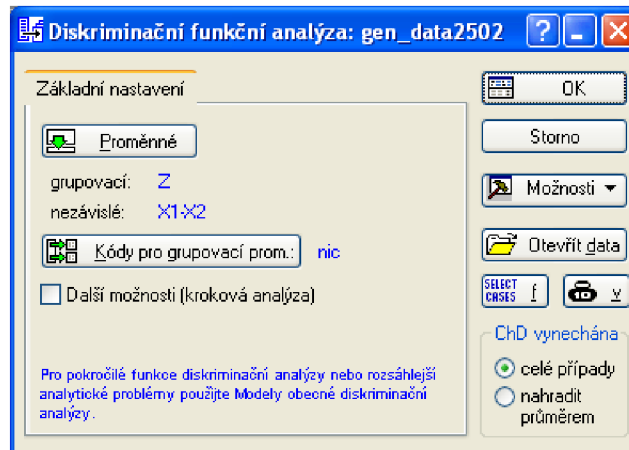 Diskriminační funkční analýza: gen_data2502
Základní nastavení
Proměnné
grupovací: Z
nezávislé: X1-X2
Kódy pro grupovací prom.: nic
Další možnosti (kroková analýza)
Pro pokročilé funkce diskriminační analýzy nebo rozsáhlejší
analytické problémy použijte Modely obecné diskriminační
analýzy.
OK
Storno
Možnosti
Otevřít data
SELECT
CASES f
v
ChD vynechána
celé případy
nahradit
průměrem